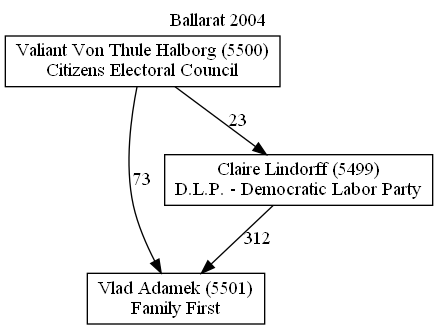 Ballarat 2004
Valiant Von Thule Halborg (5500)
Citizens Electoral Council
23
Claire Lindorff (5499)
D.L.P. - Democratic Labor Party
73
312
Vlad Adamek (5501)
Family First